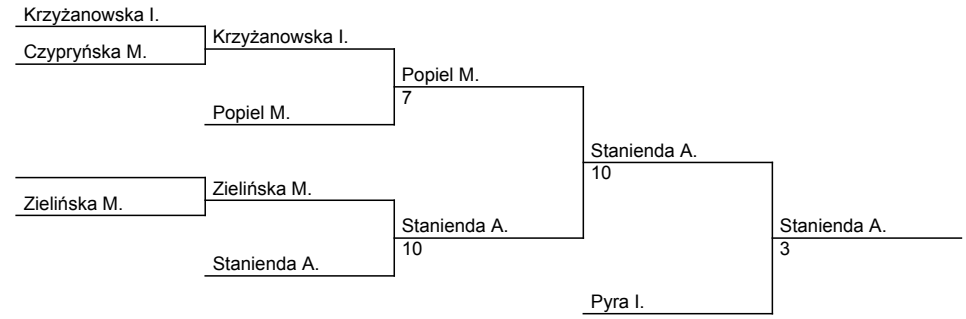 Krzyżanowska I.
Krzyżanowska I.
Czypryńska M.
Popiel M.
7
Popiel M.
Stanienda A.
10
Zielińska M.
Zielińska M.
Stanienda A.
10
Stanienda A.
3
Stanienda A.
Pyra I.